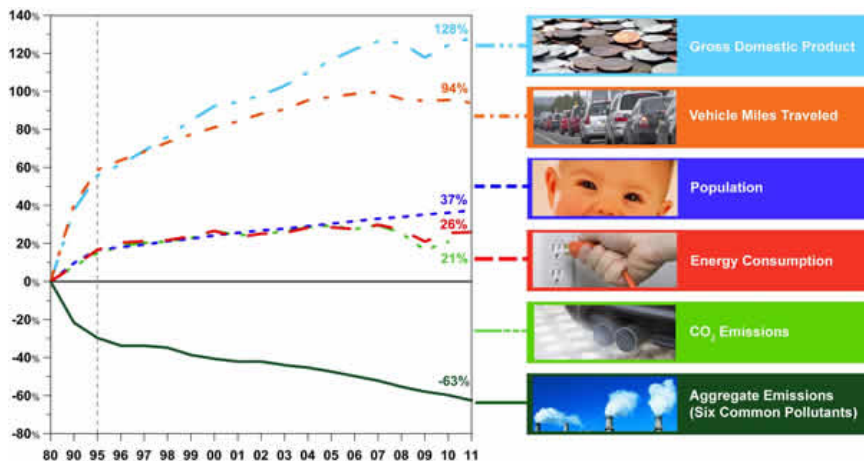 140%
120%
100%
80%
60%
40%
20%
0%
-20%
-40%
-60%
-80%
80 90 95 96 97 98 99 00 01 02 03 04 05 06 07 08 09 10 11
128%
94%
37%
26%
21%
-63%
Gross Domestic Product
Vehicle Miles Traveled
Population
Energy Consumption
CO₂ Emissions
Aggregate Emissions
(Six Common Pollutants)